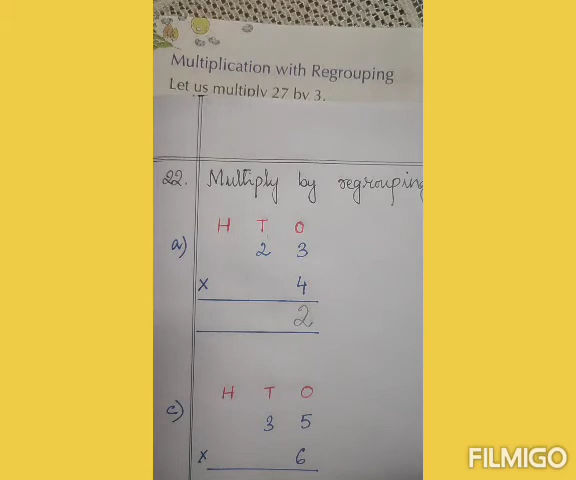 Multiplication with Regrouping
Let us multiply 27 by 3.
22. Multiply by regrouping
H T O
a) 2 3
x 4
2
H T O
c) 3 5
x 6
FILMIGO